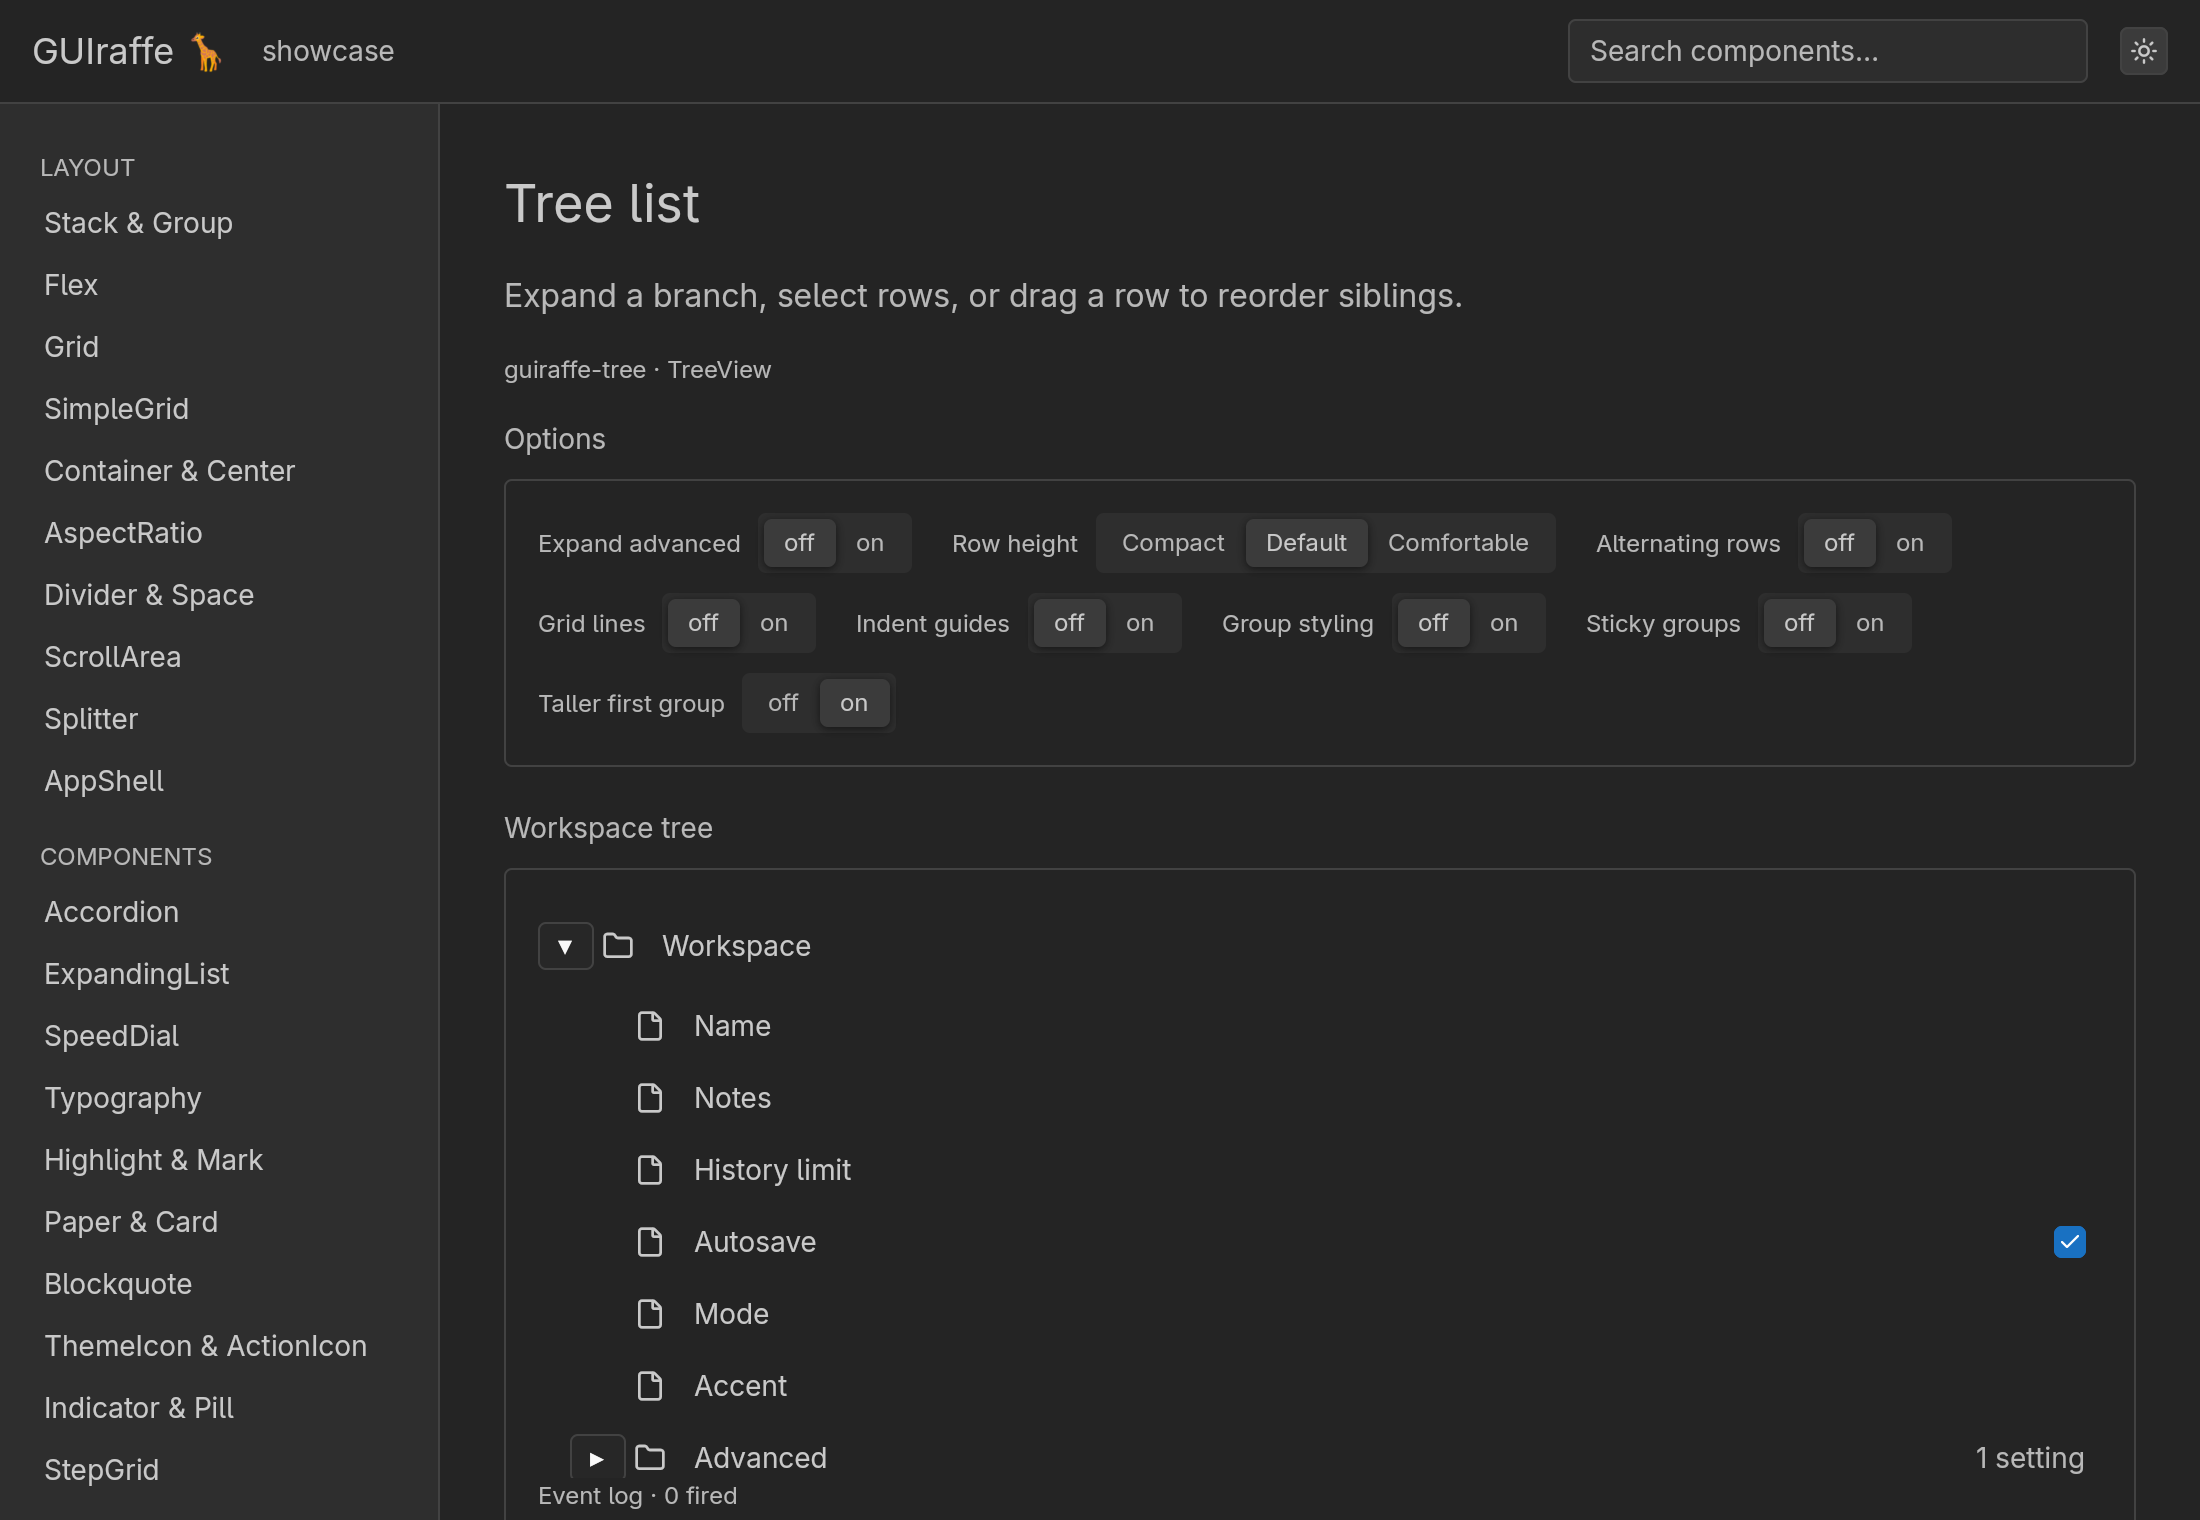 GUIraffe 🦒 showcase
Search components...
LAYOUT
Stack & Group
Flex
Grid
SimpleGrid
Container & Center
AspectRatio
Divider & Space
ScrollArea
Splitter
AppShell
COMPONENTS
Accordion
ExpandingList
SpeedDial
Typography
Highlight & Mark
Paper & Card
Blockquote
ThemeIcon & ActionIcon
Indicator & Pill
StepGrid
Tree list
Expand a branch, select rows, or drag a row to reorder siblings.
guiraffe-tree · TreeView
Options
Expand advanced off on Row height Compact Default Comfortable Alternating rows off on
Grid lines off on Indent guides off on Group styling off on Sticky groups off on
Taller first group off on
Workspace tree
Workspace
Name
Notes
History limit
Autosave
Mode
Accent
Advanced 1 setting
Event log · 0 fired